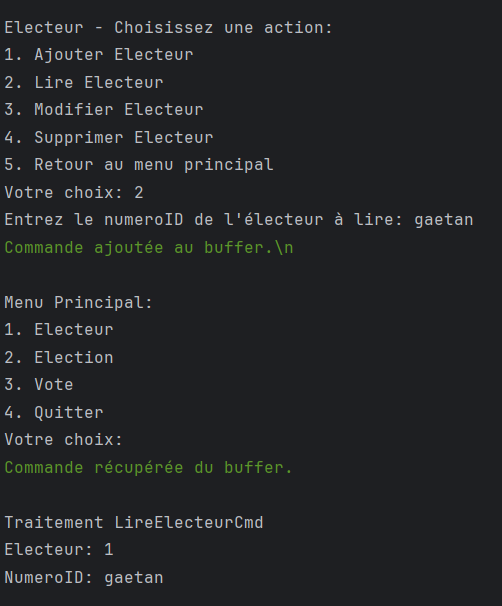 Electeur - Choisissez une action:
1. Ajouter Electeur
2. Lire Electeur
3. Modifier Electeur
4. Supprimer Electeur
5. Retour au menu principal
Votre choix: 2
Entrez le numeroID de l'électeur à lire: gaetan
Commande ajoutée au buffer.\n
Menu Principal:
1. Electeur
2. Election
3. Vote
4. Quitter
Votre choix:
Commande récupérée du buffer.
Traitement LireElecteurCmd
Electeur: 1
NumeroID: gaetan